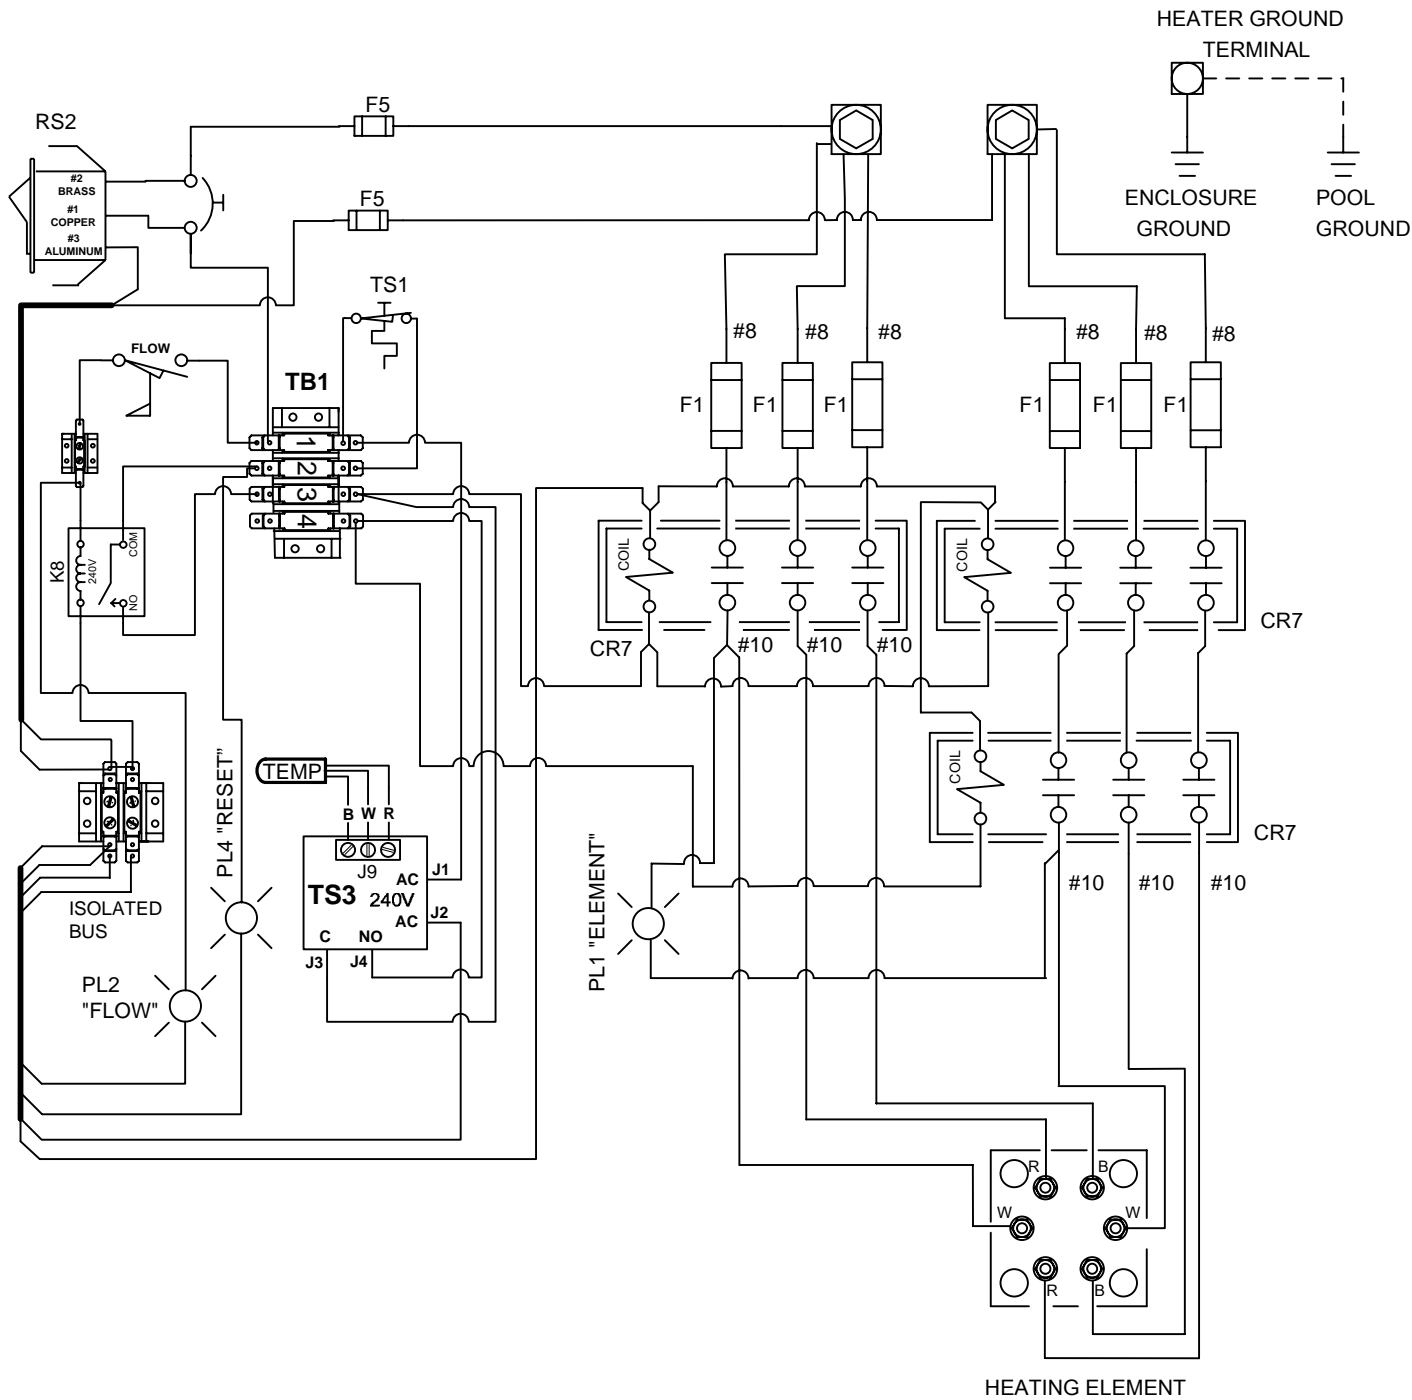 HEATER GROUND
TERMINAL
ENCLOSURE
GROUND
POOL
GROUND
RS2
#2
BRASS
#1
COPPER
#3
ALUMINUM
F5
F5
TS1
FLOW
TB1
1
2
3
4
#8
#8
#8
#8
#8
#8
F1
F1
F1
F1
F1
F1
K8
240V
COM
NO
COIL
COIL
CR7
#10
#10
#10
CR7
COIL
CR7
#10
#10
#10
PL4 "RESET"
TEMP
B W R
J9
TS3
240V
AC
J1
AC
J2
C
NO
J3
J4
ISOLATED
BUS
PL2
"FLOW"
PL1 "ELEMENT"
R
B
W
W
R
B
HEATING ELEMENT